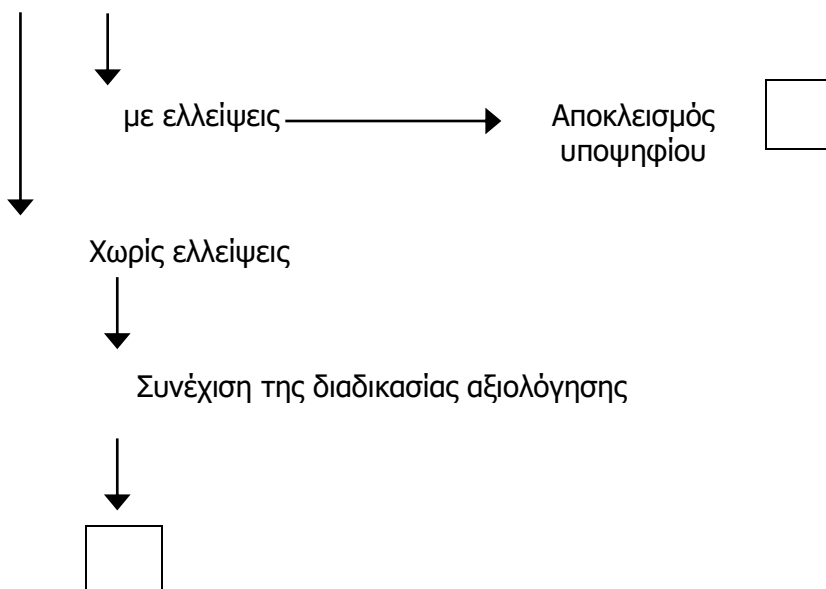 με ελλείψεις
Αποκλεισμός
υποψηφίου
Χωρίς ελλείψεις
Συνέχιση της διαδικασίας αξιολόγησης